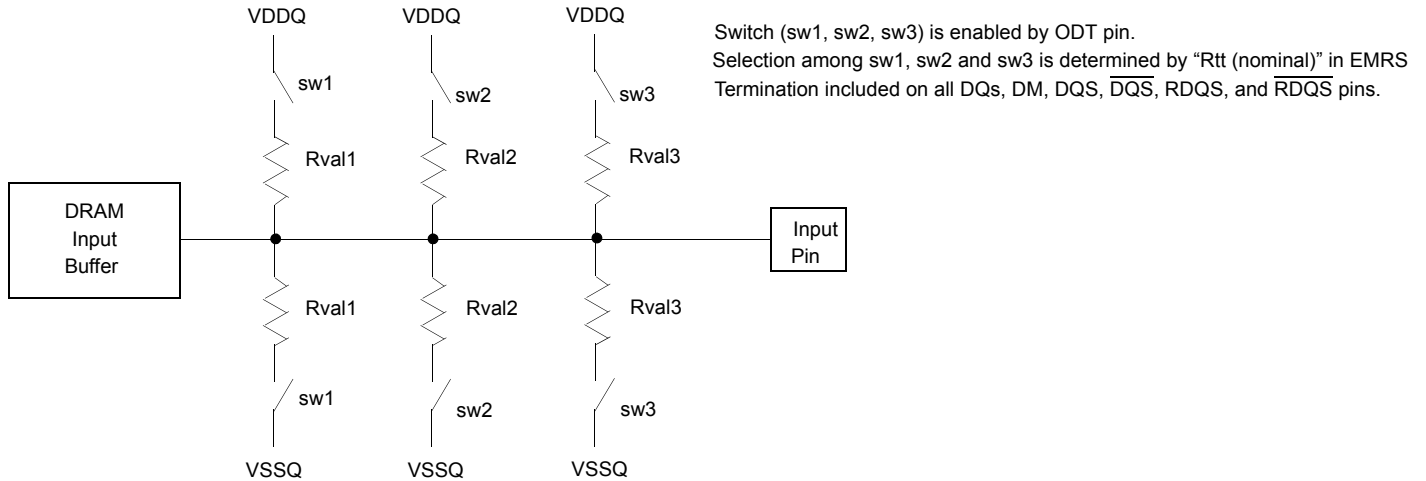 VDDQ VDDQ VDDQ
Switch (sw1, sw2, sw3) is enabled by ODT pin.
Selection among sw1, sw2 and sw3 is determined by “Rtt (nominal)” in EMRS
Termination included on all DQs, DM, DQS, D̅Q̅S̅, RDQS, and R̅D̅Q̅S̅ pins.
sw1 sw2 sw3
Rval1 Rval2 Rval3
DRAM
Input
Buffer
Input
Pin
Rval1 Rval2 Rval3
sw1 sw2 sw3
VSSQ VSSQ VSSQ